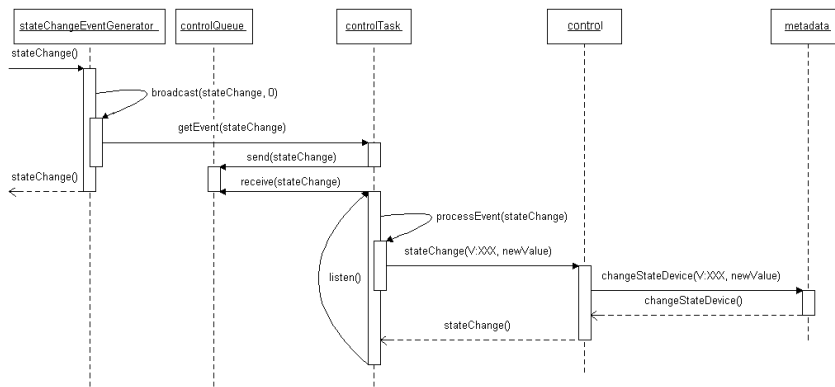 stateChangeEventGenerator
controlQueue
controlTask
control
metadata
stateChange()
broadcast(stateChange, 0)
getEvent(stateChange)
send(stateChange)
stateChange()
receive(stateChange)
processEvent(stateChange)
stateChange(V:XXX, newValue)
listen()
changeStateDevice(V:XXX, newValue)
changeStateDevice()
stateChange()